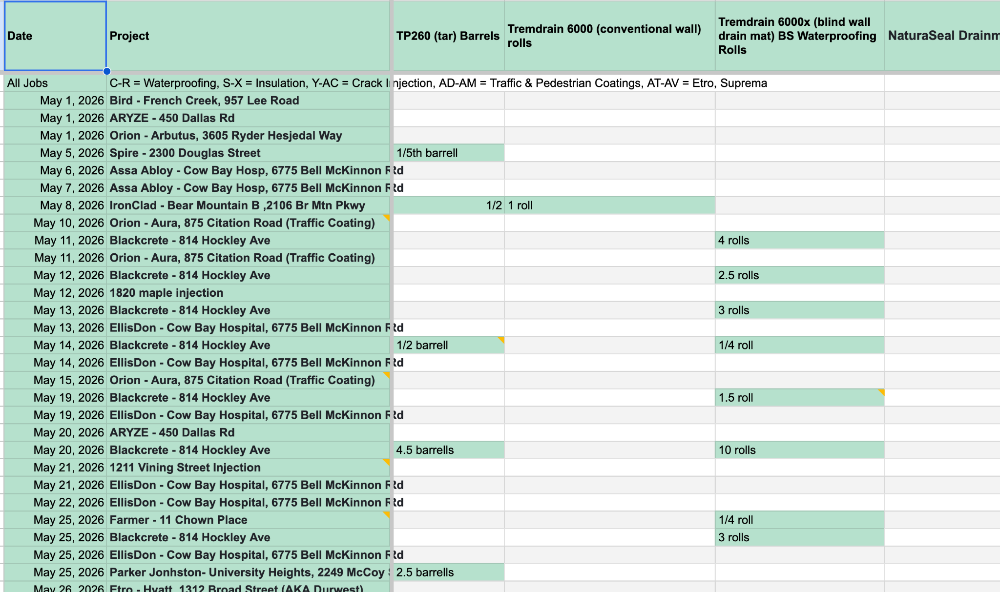 Date Project TP260 (tar) Barrels Tremdrain 6000 (conventional wall) rolls Tremdrain 6000x (blind wall drain mat) BS Waterproofing Rolls NaturaSeal
All Jobs C-R = Waterproofing, S-X = Insulation, Y-AC = Crack Injection, AD-AM = Traffic & Pedestrian Coatings, AT-AV = Etro, Suprema
May 1, 2026 Bird - French Creek, 957 Lee Road
May 1, 2026 ARYZE - 450 Dallas Rd
May 1, 2026 Orion - Arbutus, 3605 Ryder Hesjedal Way
May 5, 2026 Spire - 2300 Douglas Street 1/5th barrell
May 6, 2026 Assa Abloy - Cow Bay Hosp, 6775 Bell McKinnon Rd
May 7, 2026 Assa Abloy - Cow Bay Hosp, 6775 Bell McKinnon Rd
May 8, 2026 IronClad - Bear Mountain B ,2106 Br Mtn Pkwy 1/2 1 roll
May 10, 2026 Orion - Aura, 875 Citation Road (Traffic Coating)
May 11, 2026 Blackcrete - 814 Hockley Ave 4 rolls
May 11, 2026 Orion - Aura, 875 Citation Road (Traffic Coating)
May 12, 2026 Blackcrete - 814 Hockley Ave 2.5 rolls
May 12, 2026 1820 maple injection
May 13, 2026 Blackcrete - 814 Hockley Ave 3 rolls
May 13, 2026 EllisDon - Cow Bay Hospital, 6775 Bell McKinnon Rd
May 14, 2026 Blackcrete - 814 Hockley Ave 1/2 barrell 1/4 roll
May 14, 2026 EllisDon - Cow Bay Hospital, 6775 Bell McKinnon Rd
May 15, 2026 Orion - Aura, 875 Citation Road (Traffic Coating)
May 19, 2026 Blackcrete - 814 Hockley Ave 1.5 roll
May 19, 2026 EllisDon - Cow Bay Hospital, 6775 Bell McKinnon Rd
May 20, 2026 ARYZE - 450 Dallas Rd
May 20, 2026 Blackcrete - 814 Hockley Ave 4.5 barrells 10 rolls
May 21, 2026 1211 Vining Street Injection
May 21, 2026 EllisDon - Cow Bay Hospital, 6775 Bell McKinnon Rd
May 22, 2026 EllisDon - Cow Bay Hospital, 6775 Bell McKinnon Rd
May 25, 2026 Farmer - 11 Chown Place 1/4 roll
May 25, 2026 Blackcrete - 814 Hockley Ave 3 rolls
May 25, 2026 EllisDon - Cow Bay Hospital, 6775 Bell McKinnon Rd
May 25, 2026 Parker Jonhston- University Heights, 2249 McCoy 2.5 barrells
May 26, 2026 Etro - Hyatt, 1312 Broad Street (AKA Durwest)